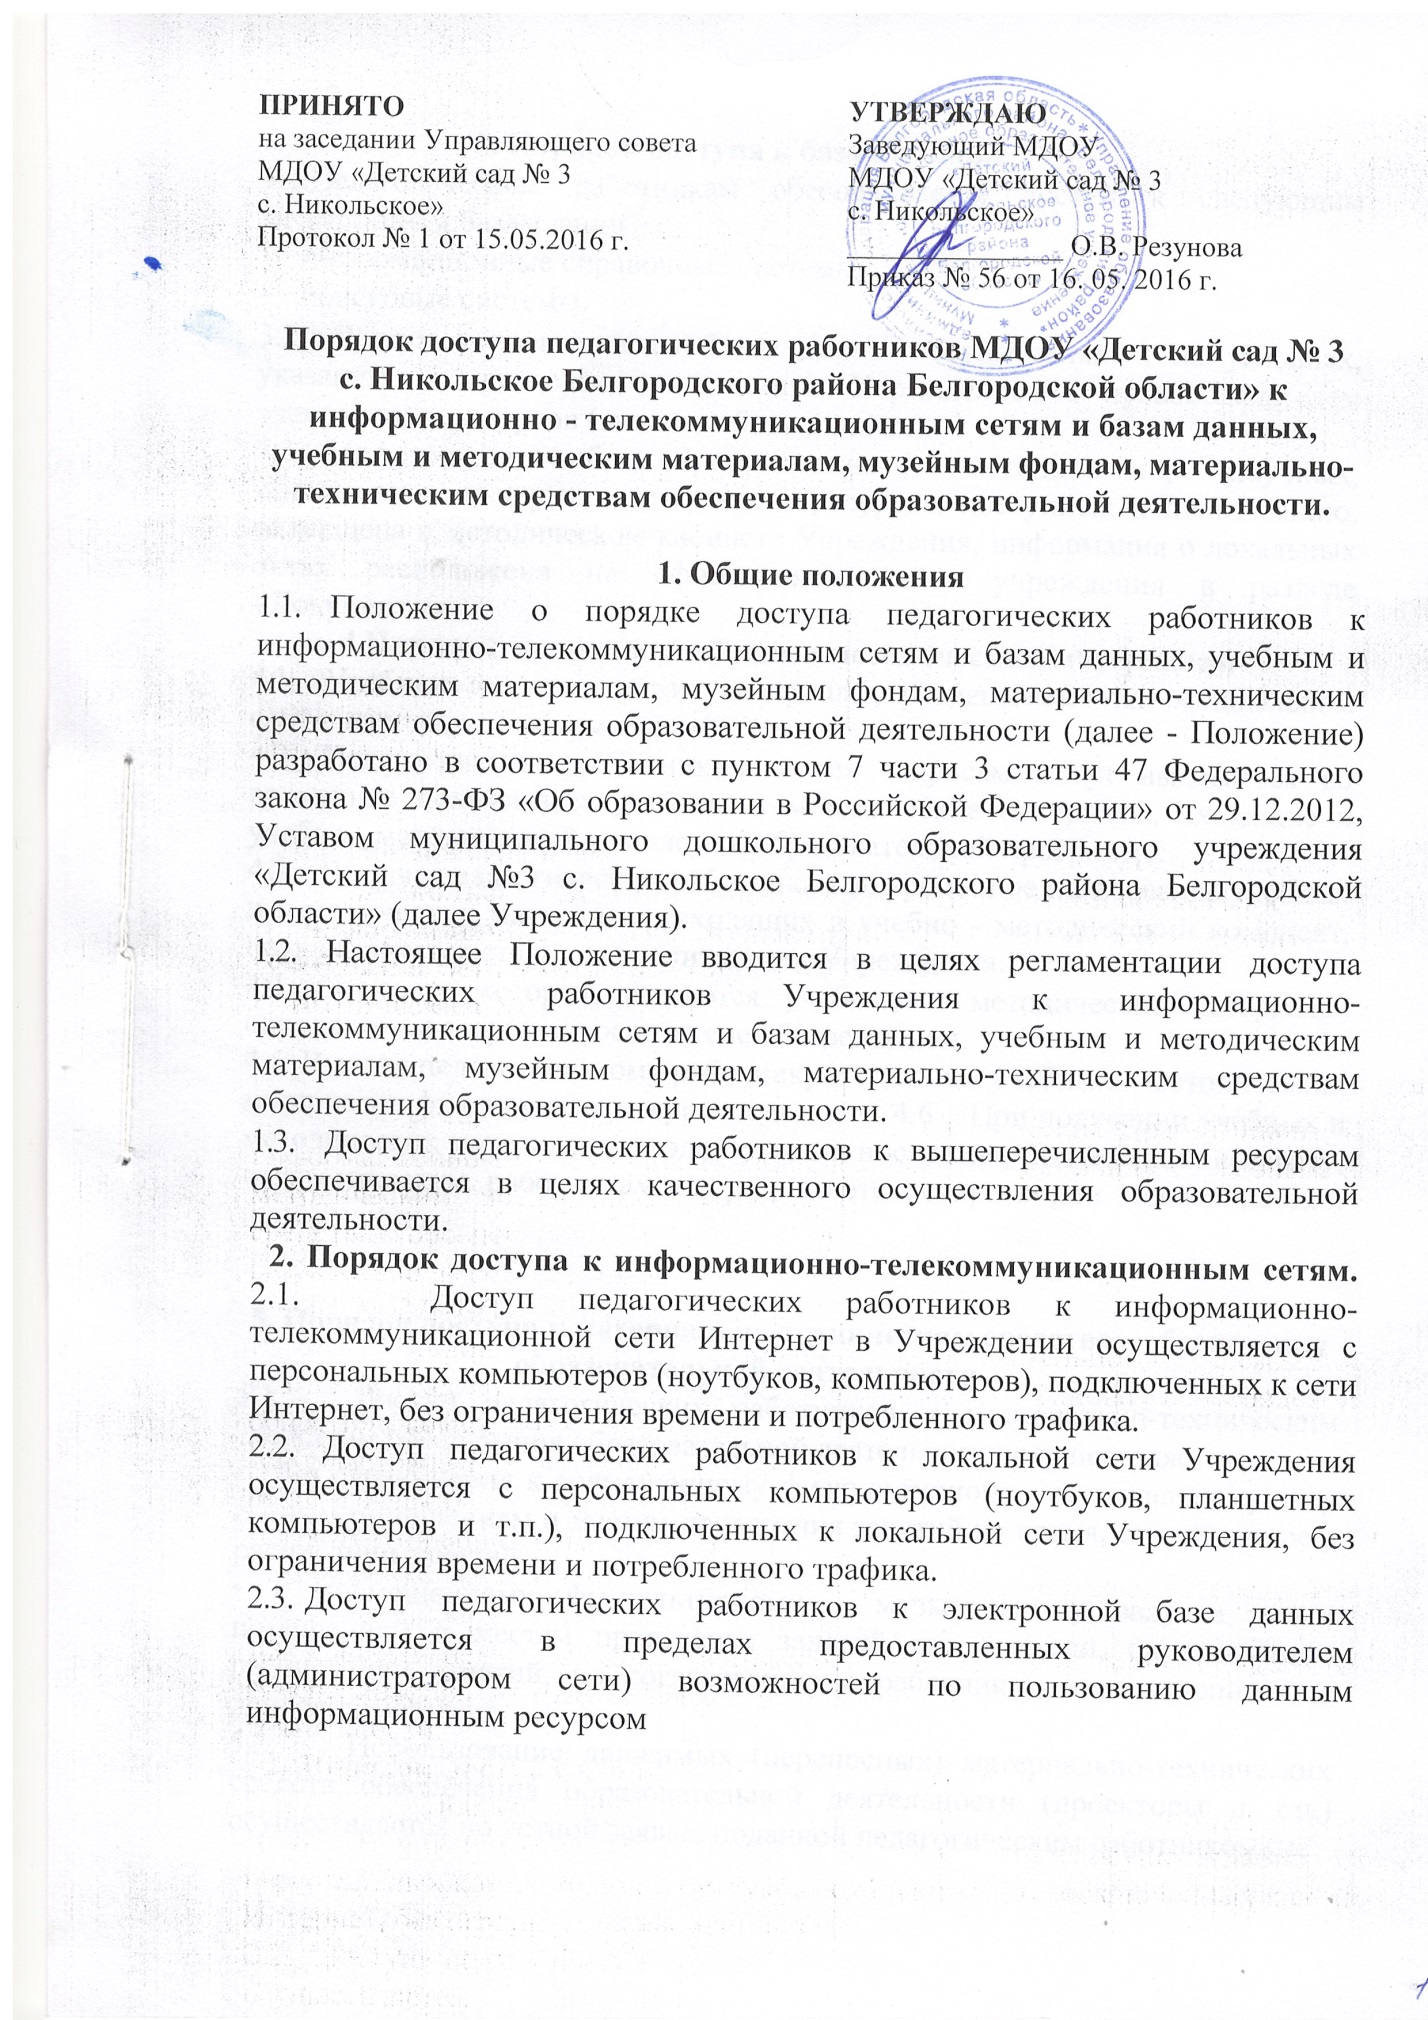 ПРИНЯТО
на заседании Управляющего совета
МДОУ «Детский сад № 3
с. Никольское»
Протокол № 1 от 15.05.2016 г.
УТВЕРЖДАЮ
Заведующий МДОУ
МДОУ «Детский сад № 3
с. Никольское»
О.В. Резунова
Приказ № 56 от 16. 05. 2016 г.
Порядок доступа педагогических работников МДОУ «Детский сад № 3
с. Никольское Белгородского района Белгородской области» к
информационно - телекоммуникационным сетям и базам данных,
учебным и методическим материалам, музейным фондам, материально-
техническим средствам обеспечения образовательной деятельности.
1. Общие положения
1.1. Положение о порядке доступа педагогических работников к
информационно-телекоммуникационным сетям и базам данных, учебным и
методическим материалам, музейным фондам, материально-техническим
средствам обеспечения образовательной деятельности (далее - Положение)
разработано в соответствии с пунктом 7 части 3 статьи 47 Федерального
закона № 273-ФЗ «Об образовании в Российской Федерации» от 29.12.2012,
Уставом муниципального дошкольного образовательного учреждения
«Детский сад №3 с. Никольское Белгородского района Белгородской
области» (далее Учреждения).
1.2. Настоящее Положение вводится в целях регламентации доступа
педагогических работников Учреждения к информационно-
телекоммуникационным сетям и базам данных, учебным и методическим
материалам, музейным фондам, материально-техническим средствам
обеспечения образовательной деятельности.
1.3. Доступ педагогических работников к вышеперечисленным ресурсам
обеспечивается в целях качественного осуществления образовательной
деятельности.
2. Порядок доступа к информационно-телекоммуникационным сетям.
2.1. Доступ педагогических работников к информационно-
телекоммуникационной сети Интернет в Учреждении осуществляется с
персональных компьютеров (ноутбуков, компьютеров), подключенных к сети
Интернет, без ограничения времени и потребленного трафика.
2.2. Доступ педагогических работников к локальной сети Учреждения
осуществляется с персональных компьютеров (ноутбуков, планшетных
компьютеров и т.п.), подключенных к локальной сети Учреждения, без
ограничения времени и потребленного трафика.
2.3. Доступ педагогических работников к электронной базе данных
осуществляется в пределах предоставленных руководителем
(администратором сети) возможностей по пользованию данным
информационным ресурсом